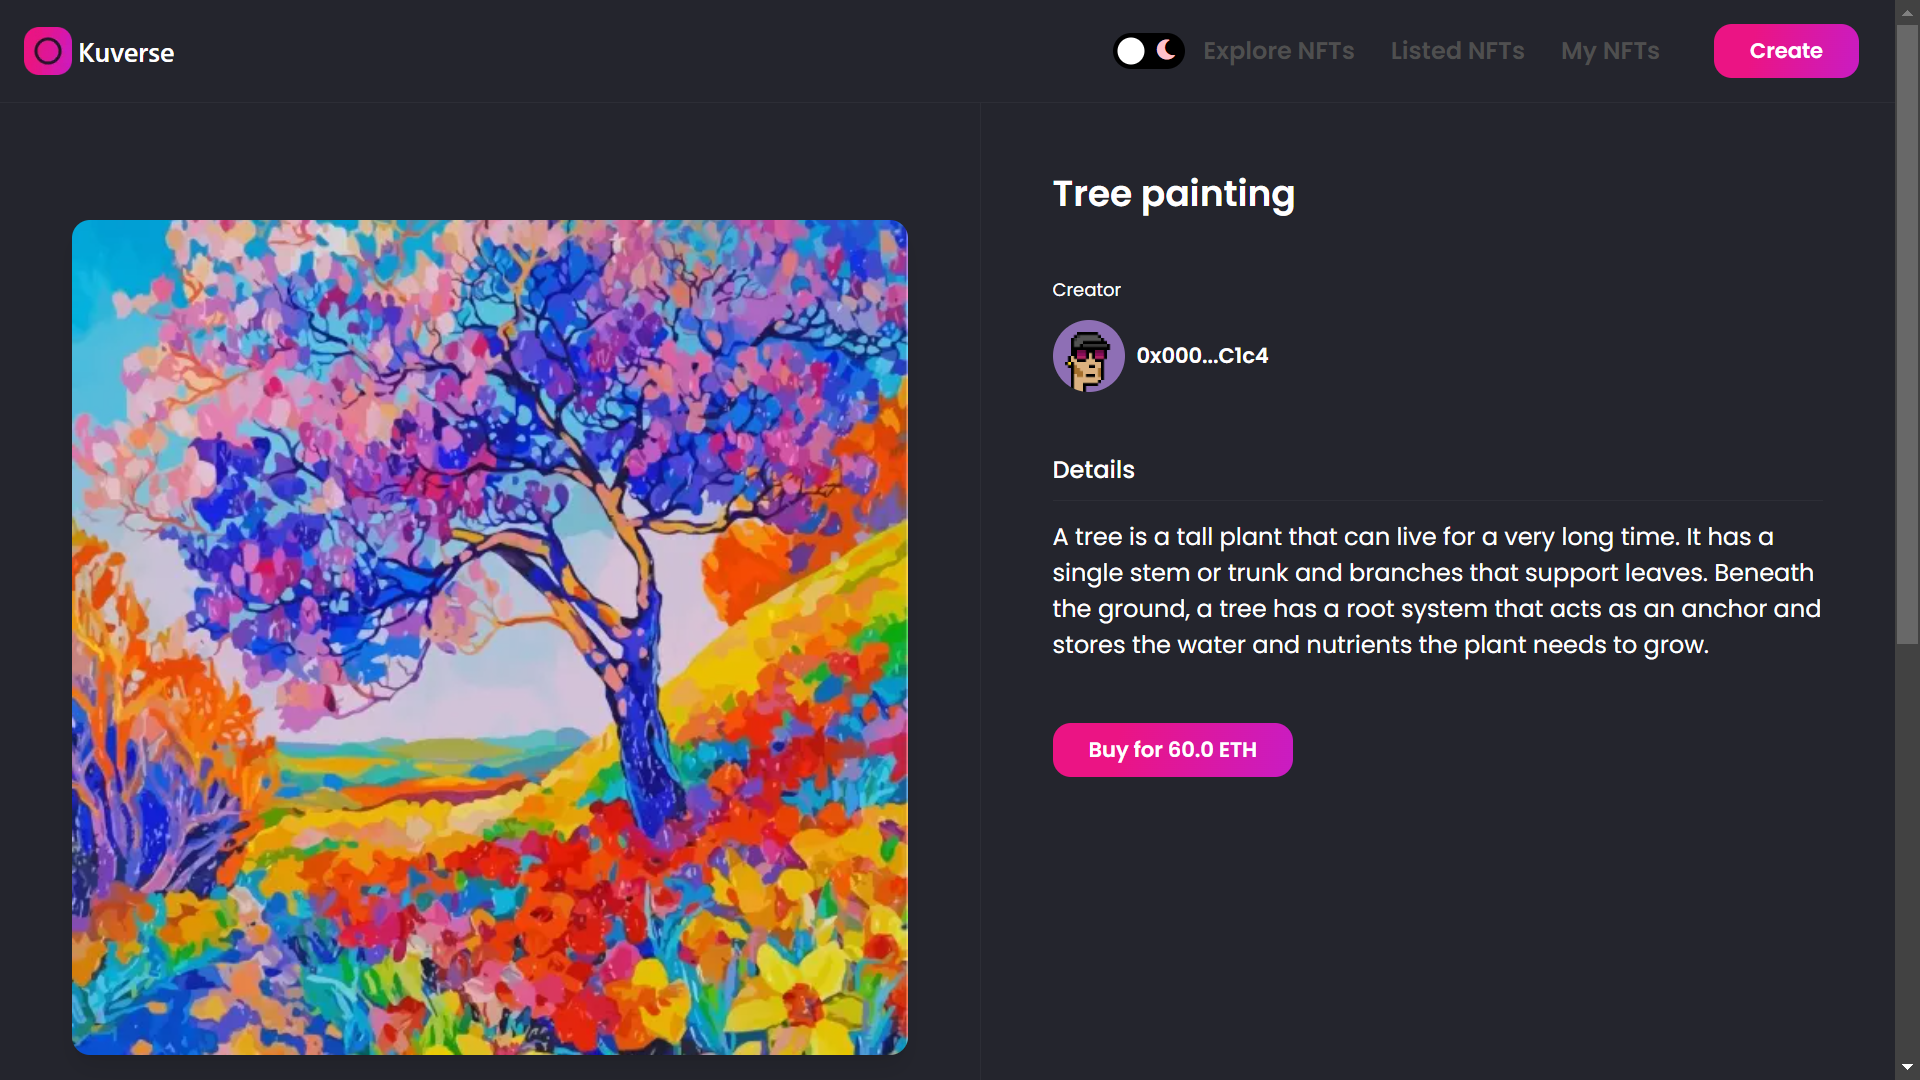 Kuverse
Explore NFTs
Listed NFTs
My NFTs
Create
Tree painting
Creator
0x000...C1c4
Details
A tree is a tall plant that can live for a very long time. It has a
single stem or trunk and branches that support leaves. Beneath
the ground, a tree has a root system that acts as an anchor and
stores the water and nutrients the plant needs to grow.
Buy for 60.0 ETH